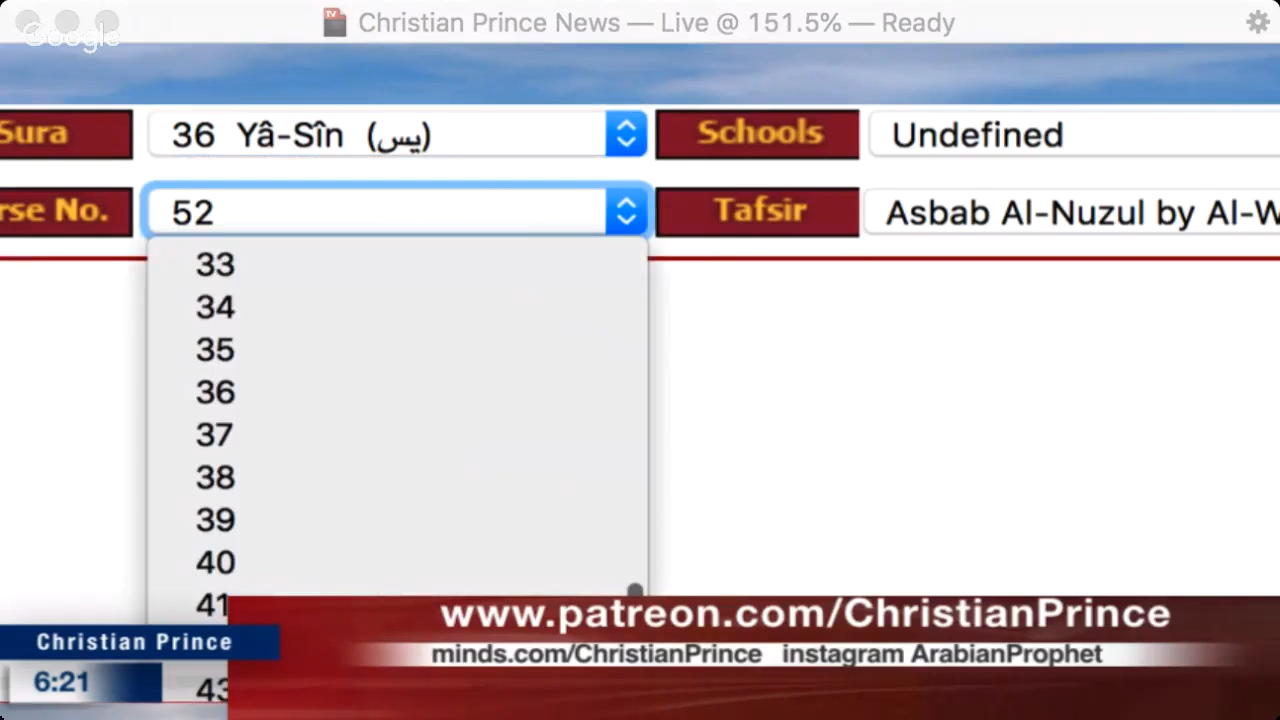 Christian Prince News — Live @ 151.5% — Ready
Google
Sura
36 Yâ-Sîn (يس)
Schools
Undefined
rse No.
52
Tafsir
Asbab Al-Nuzul by Al-W
33
34
35
36
37
38
39
40
41
43
www.patreon.com/ChristianPrince
minds.com/ChristianPrince instagram ArabianProphet
Christian Prince
6:21